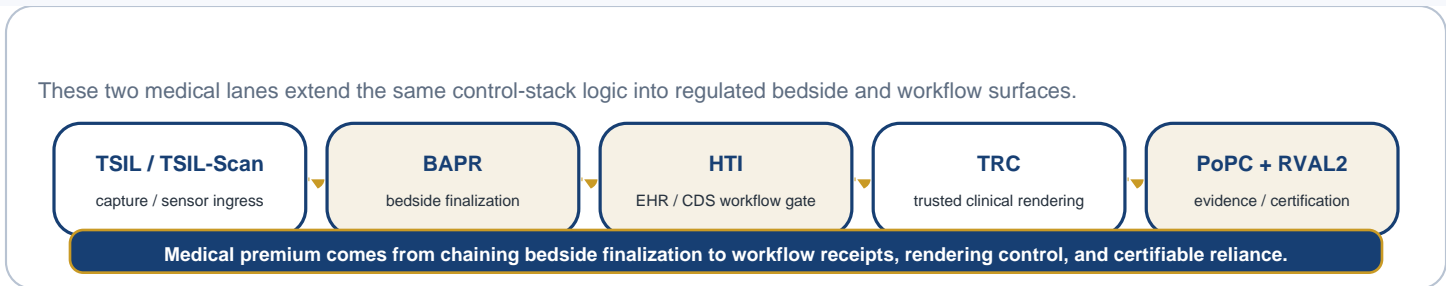 These two medical lanes extend the same control-stack logic into regulated bedside and workflow surfaces.
TSIL / TSIL-Scan
capture / sensor ingress
BAPR
bedside finalization
HTI
EHR / CDS workflow gate
TRC
trusted clinical rendering
PoPC + RVAL2
evidence / certification
Medical premium comes from chaining bedside finalization to workflow receipts, rendering control, and certifiable reliance.